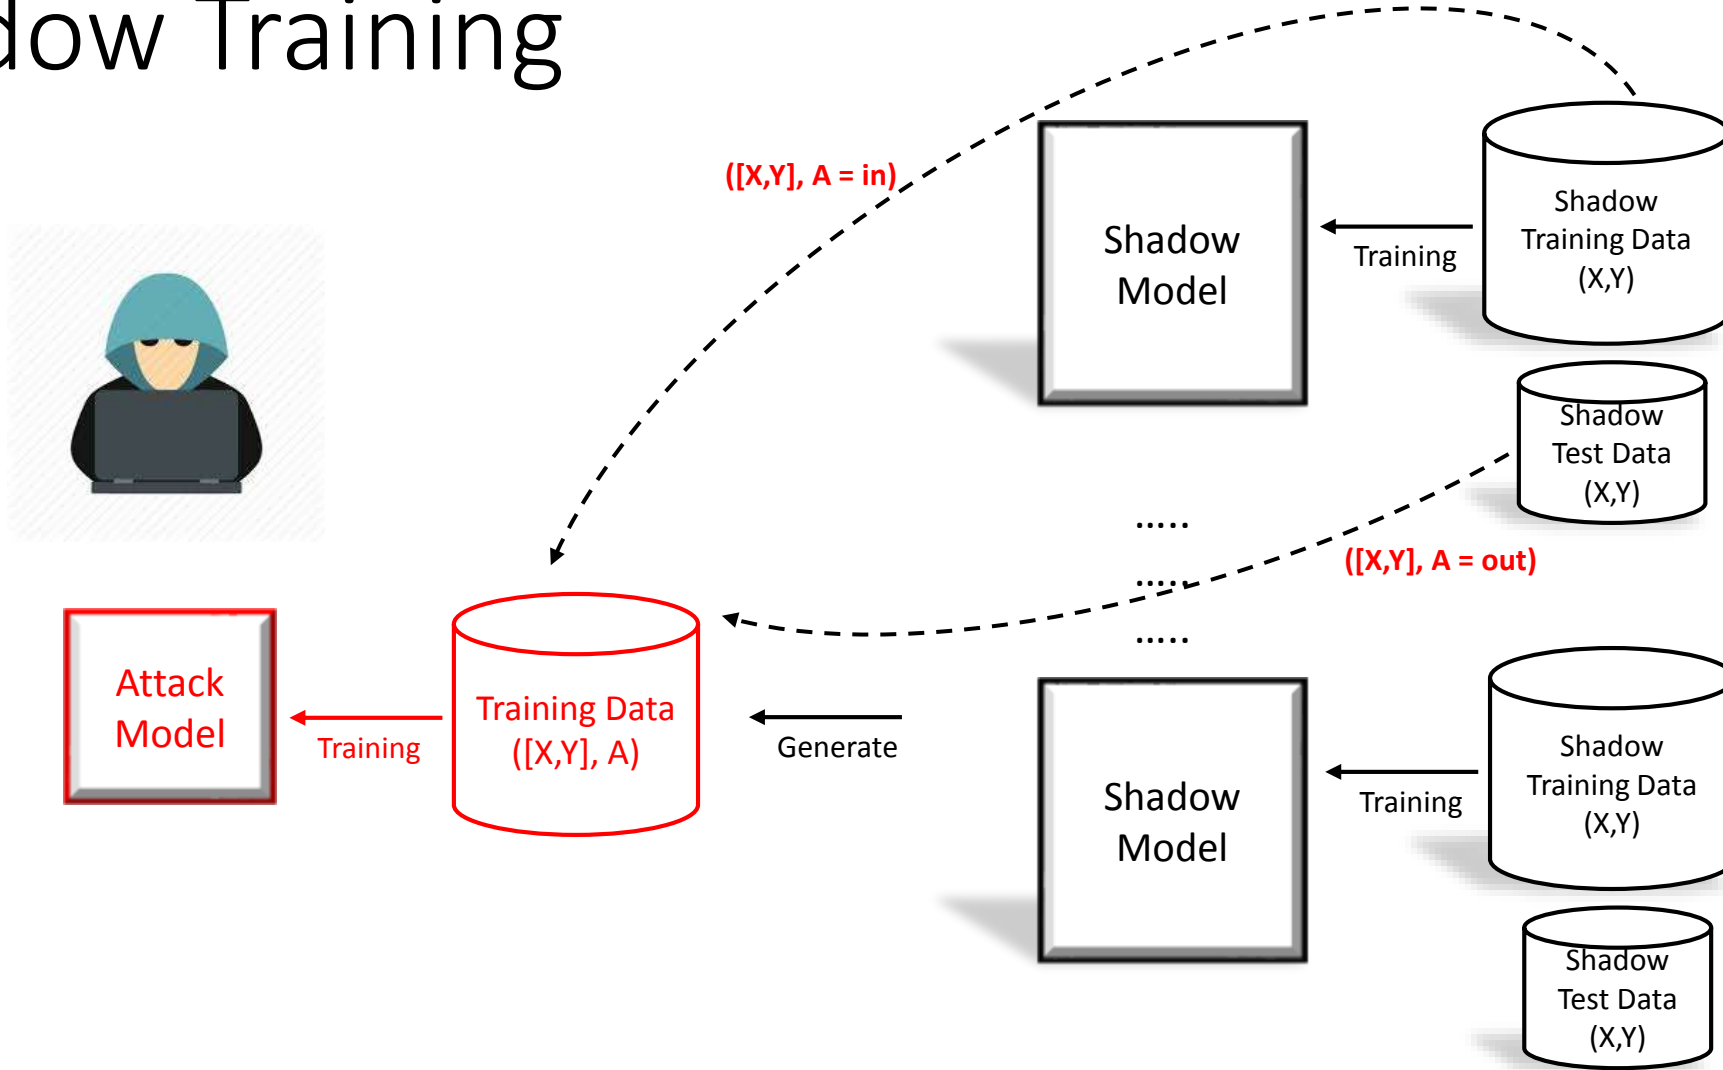 dow Training
([X,Y], A = in)
Shadow
Model
Training
Shadow
Training Data
(X,Y)
Shadow
Test Data
(X,Y)
.....
.....
.....
([X,Y], A = out)
Attack
Model
Training
Training Data
([X,Y], A)
Generate
Shadow
Model
Training
Shadow
Training Data
(X,Y)
Shadow
Test Data
(X,Y)